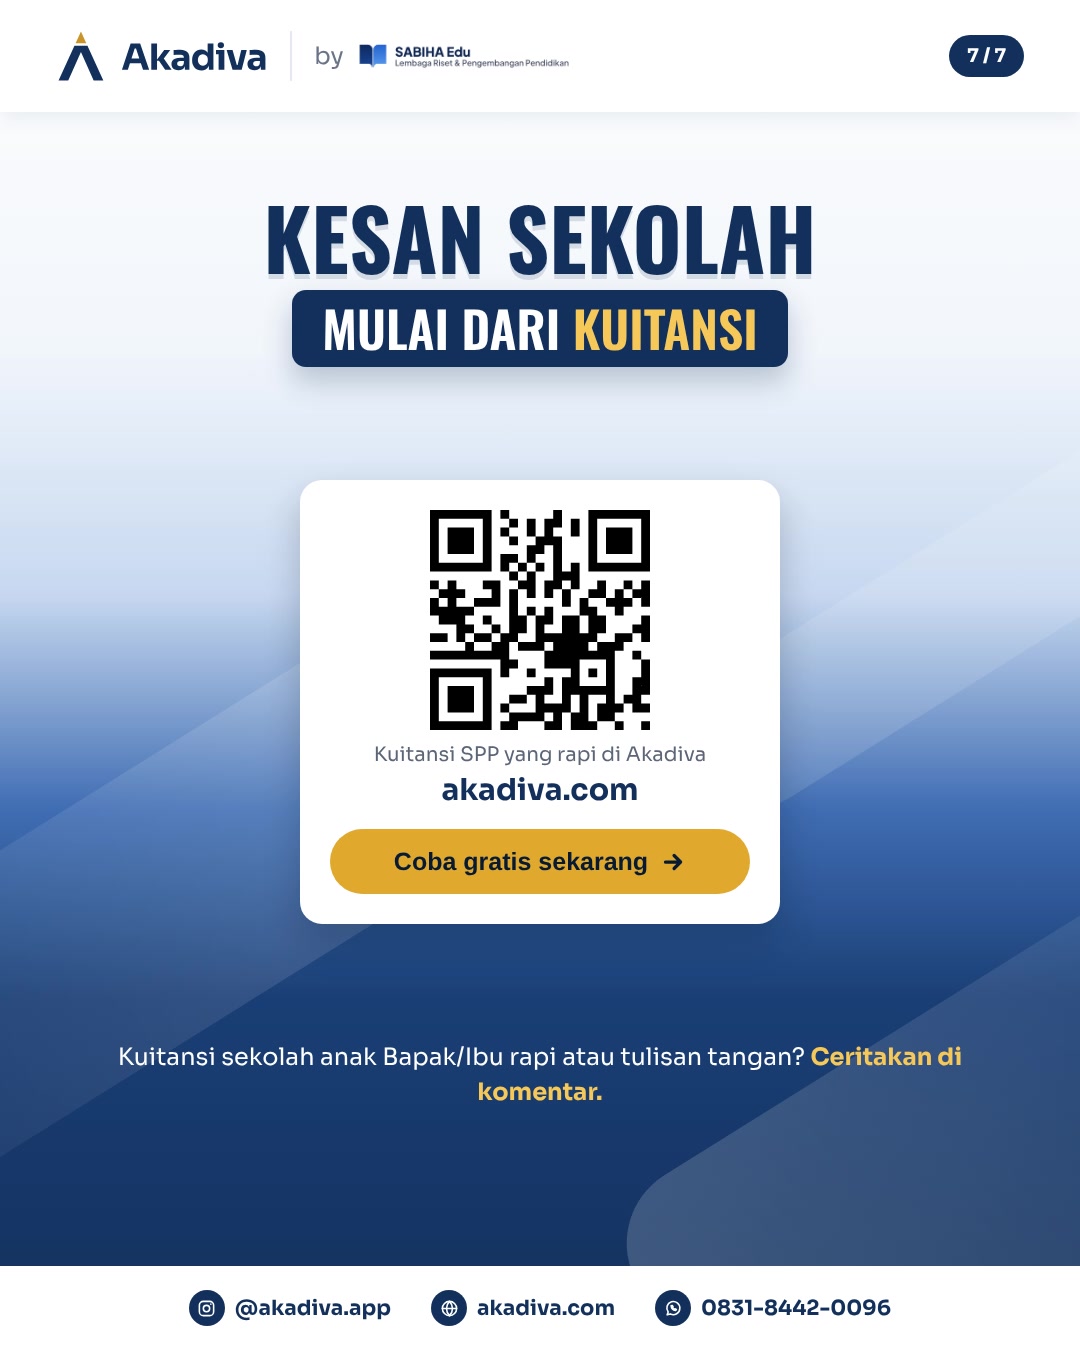 Akadiva
by
SABIHA Edu
Lembaga Riset & Pengembangan Pendidikan
7 / 7
KESAN SEKOLAH
MULAI DARI KUITANSI
Kuitansi SPP yang rapi di Akadiva
akadiva.com
Coba gratis sekarang →
Kuitansi sekolah anak Bapak/Ibu rapi atau tulisan tangan? Ceritakan di
komentar.
@akadiva.app
akadiva.com
0831-8442-0096